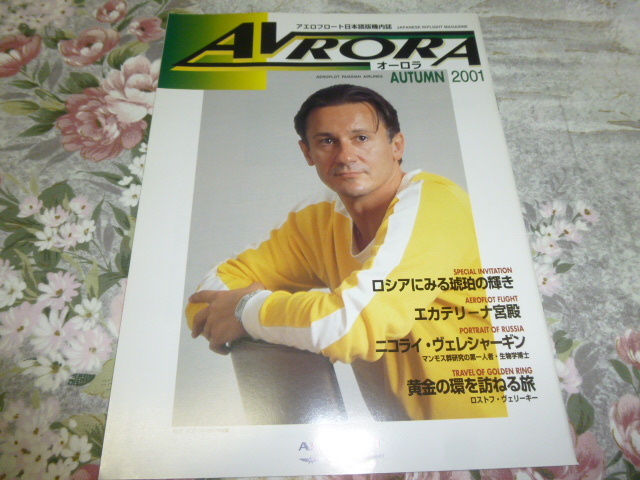 アエロフロート日本語版機内誌 JAPANESE INFLIGHT MAGAZINE
AVRORA
オーロラ
AEROFLOT RUSSIAN AIRLINES
AUTUMN 2001
SPECIAL INVITATION
ロシアにみる琥珀の輝き
AEROFLOT FLIGHT
エカテリーナ宮殿
PORTRAIT OF RUSSIA
ニコライ・ヴェレシャーギン
マンモス群研究の第一人者・生物学博士
TRAVEL OF GOLDEN RING
黄金の環を訪ねる旅
ロストフ・ヴェリーキー